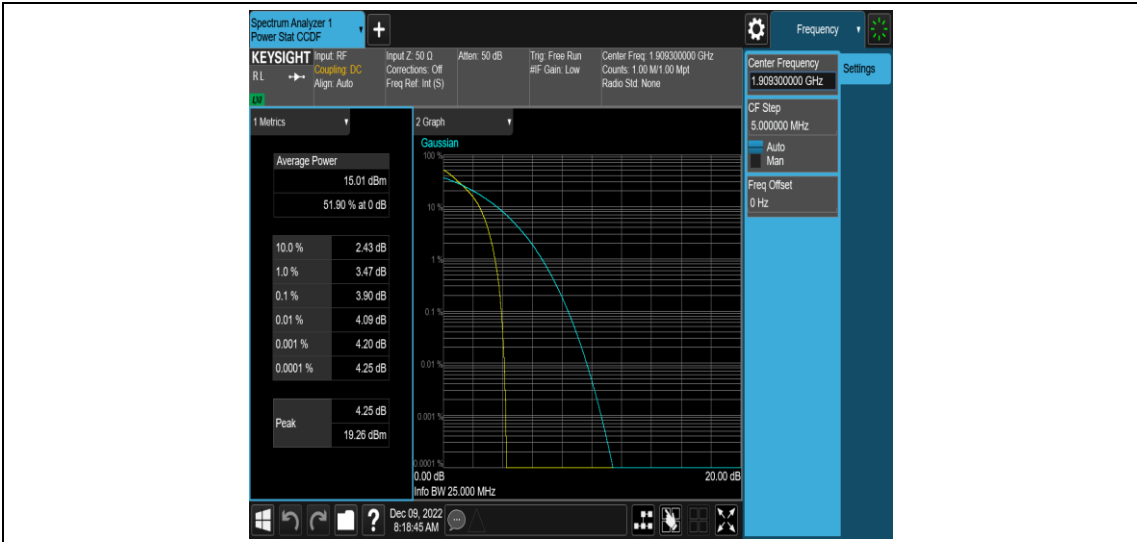 Spectrum Analyzer 1
Power Stat CCDF
+
Frequency
KEYSIGHT
RL
LXI
Input: RF
Coupling: DC
Align: Auto
Input Z: 50 Ω
Corrections: Off
Freq Ref: Int (S)
Atten: 50 dB
Trig: Free Run
#IF Gain: Low
Center Freq: 1.909300000 GHz
Counts: 1.00 M/1.00 Mpt
Radio Std: None
Center Frequency
1.909300000 GHz
Settings
CF Step
5.000000 MHz
Auto
Man
Freq Offset
0 Hz
1 Metrics
Average Power
15.01 dBm
51.90 % at 0 dB
10.0 % 2.43 dB
1.0 % 3.47 dB
0.1 % 3.90 dB
0.01 % 4.09 dB
0.001 % 4.20 dB
0.0001 % 4.25 dB
Peak
4.25 dB
19.26 dBm
2 Graph
Gaussian
100 %
10 %
1 %
0.1 %
0.01 %
0.001 %
0.0001 %
0.00 dB 20.00 dB
Info BW 25.000 MHz
?
Dec 09, 2022
8:18:45 AM